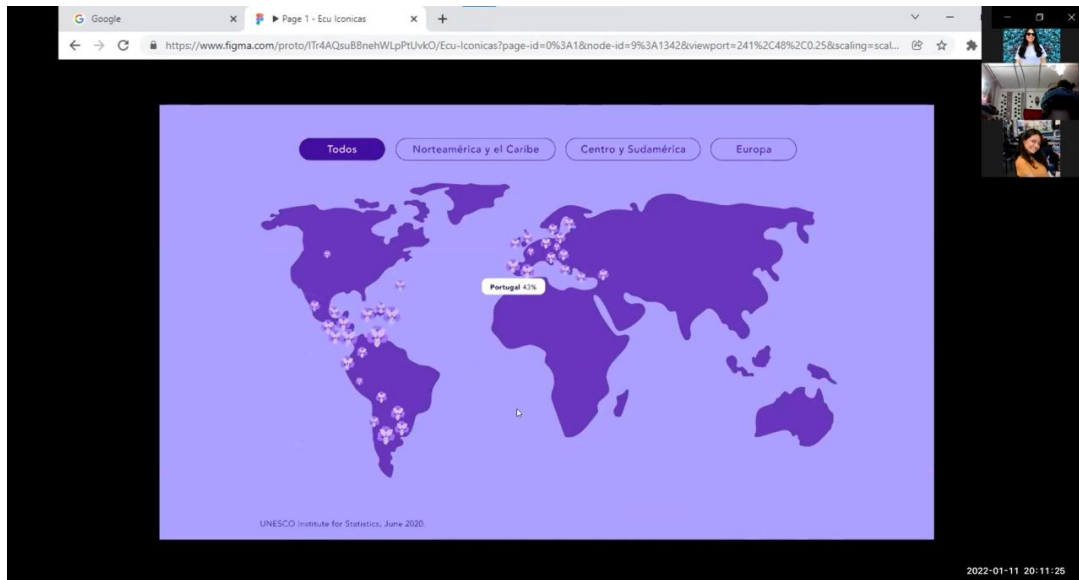 Google
Page 1 - Ecu Iconicas
https://www.figma.com/proto/ITr4AQsuB8nehWLpPtUvkO/Ecu-Iconicas?page-id=0%3A1&node-id=9%3A1342&viewport=241%2C48%2C0.25&scaling=scal...
Todos
Norteamérica y el Caribe
Centro y Sudamérica
Europa
Portugal 43%
UNESCO Institute for Statistics, June 2020.
2022-01-11 20:11:25